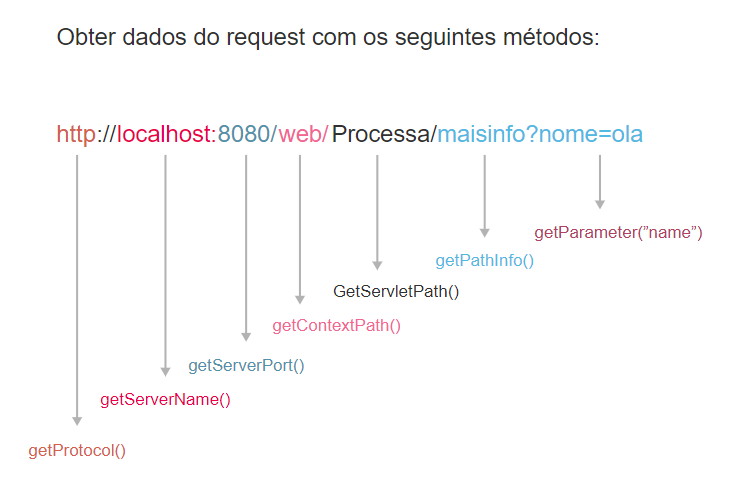 Obter dados do request com os seguintes métodos:
http://localhost:8080/web/Processa/maisinfo?nome=ola
getParameter(”name”)
getPathInfo()
GetServletPath()
getContextPath()
getServerPort()
getServerName()
getProtocol()